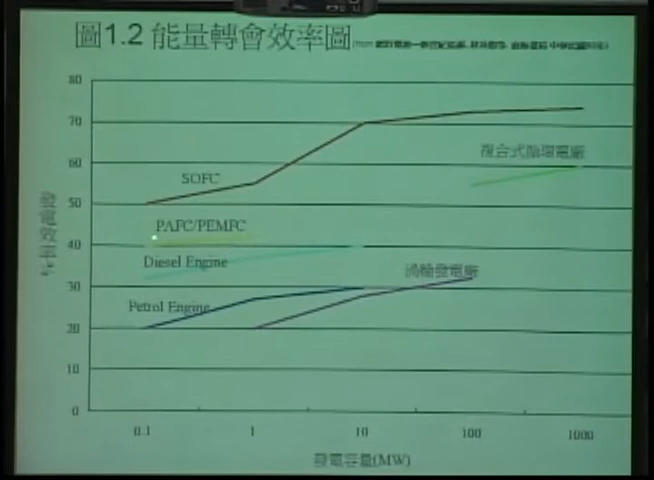 圖1.2 能量轉會效率圖
80
70
60
50
40
30
20
10
0
複合式循環電廠
SOFC
PAFC/PEMFC
Diesel Engine
渦輪發電廠
Petrol Engine
發電效率%
0.1 1 10 100 1000
發電容量(MW)